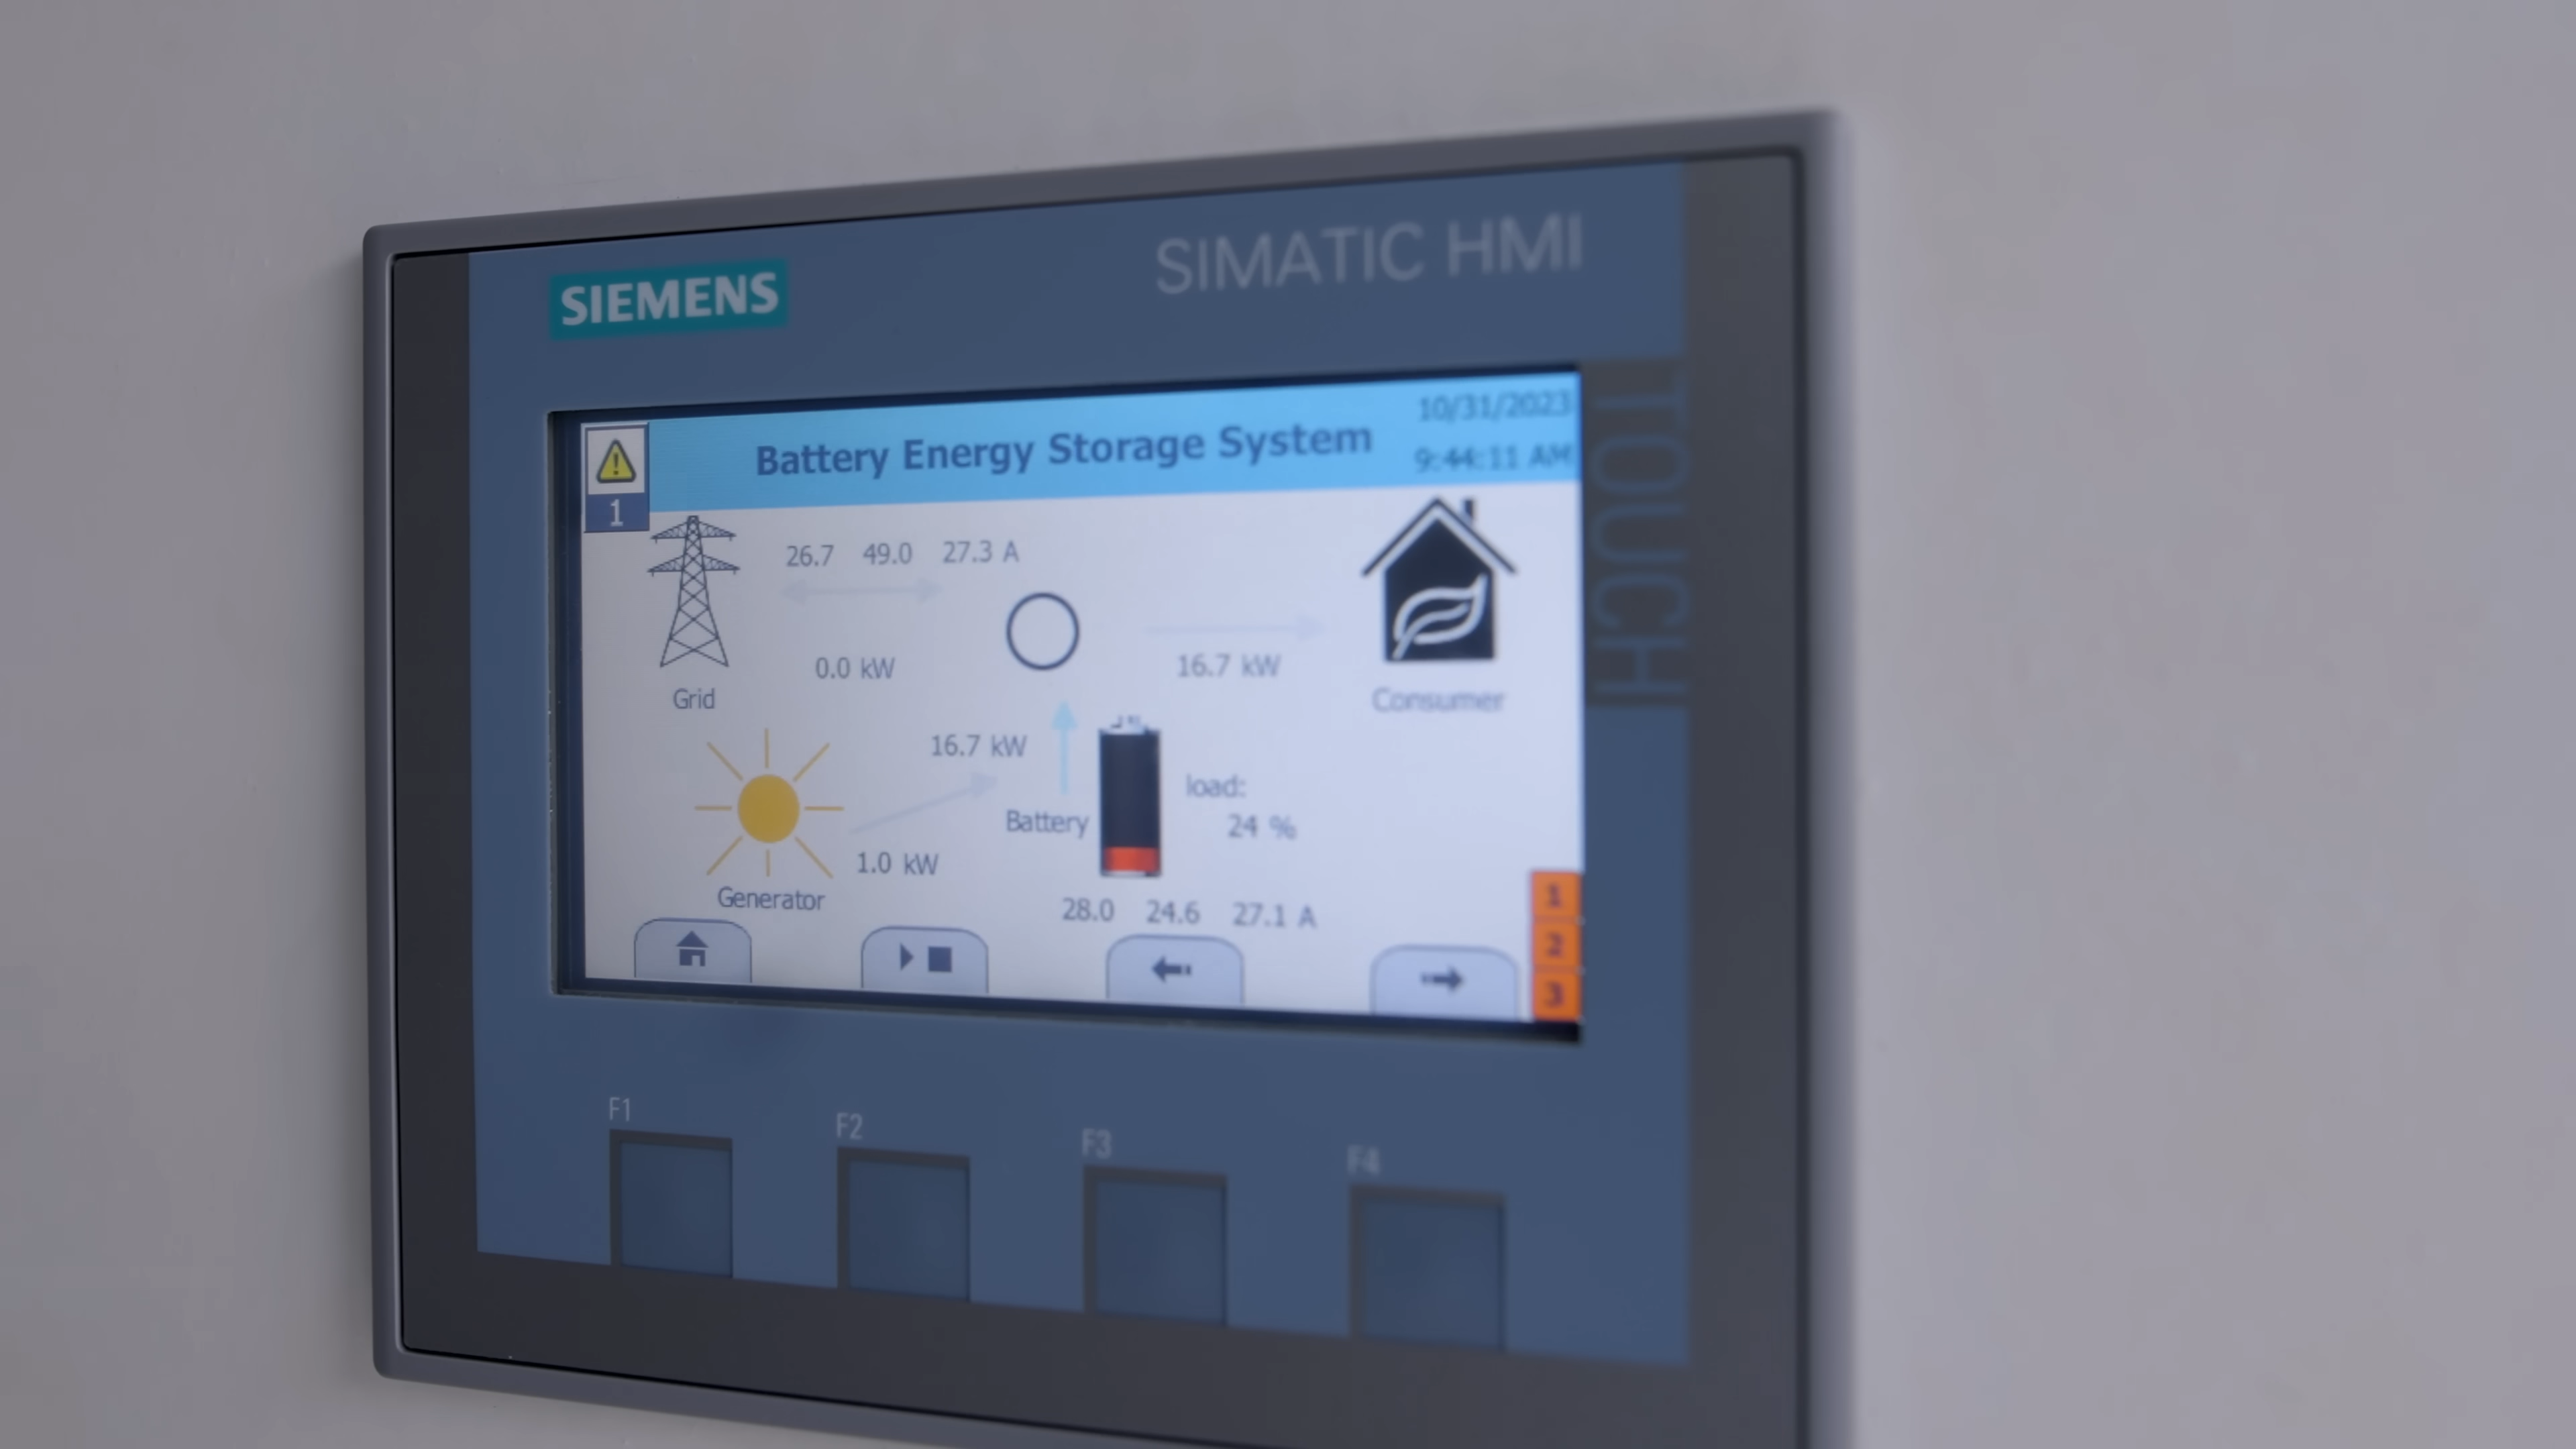 SIEMENS
SIMATIC HMI
TOUCH
Battery Energy Storage System
10/31/2023
9:44:11 AM
1
26.7 49.0 27.3 A
0.0 kW
16.7 kW
Grid
Consumer
16.7 kW
Battery
load:
24 %
1.0 kW
Generator
28.0 24.6 27.1 A
1
2
3
F1
F2
F3
F4